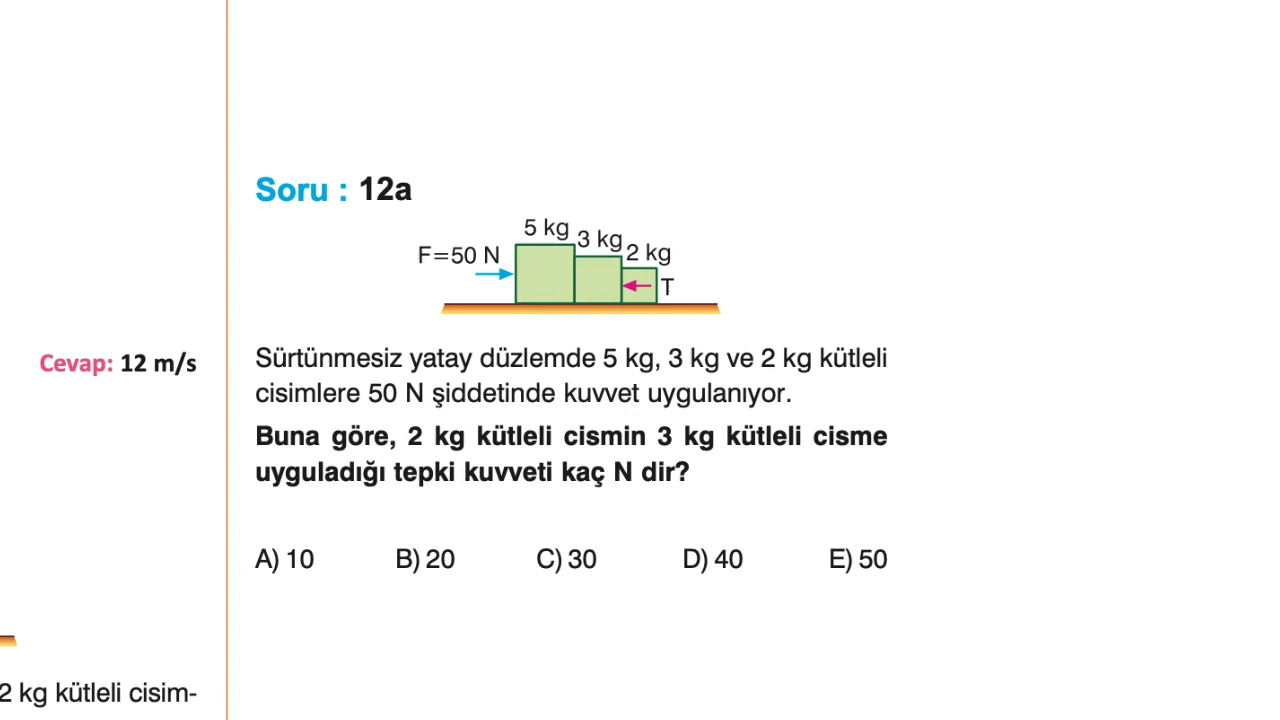 Soru : 12a
5 kg
3 kg
2 kg
F=50 N
T
Cevap: 12 m/s
Sürtünmesiz yatay düzlemde 5 kg, 3 kg ve 2 kg kütleli
cisimlere 50 N şiddetinde kuvvet uygulanıyor.
Buna göre, 2 kg kütleli cismin 3 kg kütleli cisme
uyguladığı tepki kuvveti kaç N dir?
A) 10 B) 20 C) 30 D) 40 E) 50
2 kg kütleli cisim-